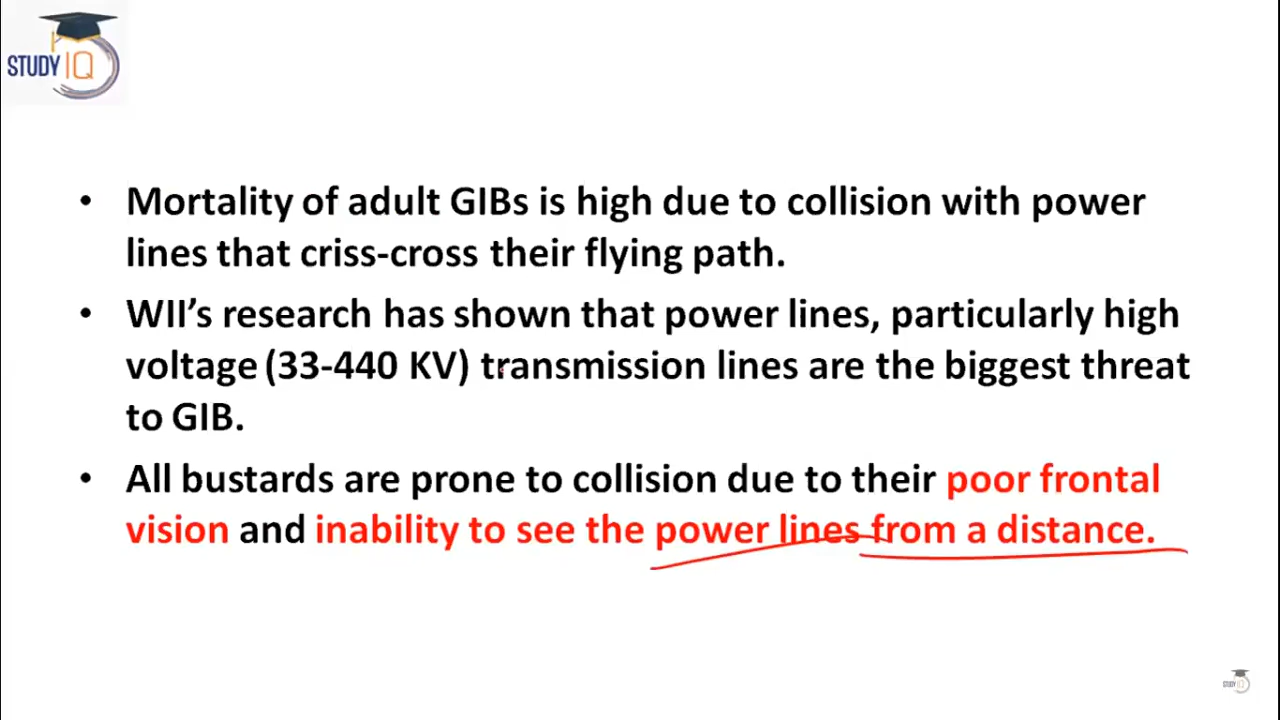 STUDY IQ
• Mortality of adult GIBs is high due to collision with power
lines that criss-cross their flying path.
• WII’s research has shown that power lines, particularly high
voltage (33-440 KV) transmission lines are the biggest threat
to GIB.
• All bustards are prone to collision due to their poor frontal
vision and inability to see the power lines from a distance.
STUDY IQ